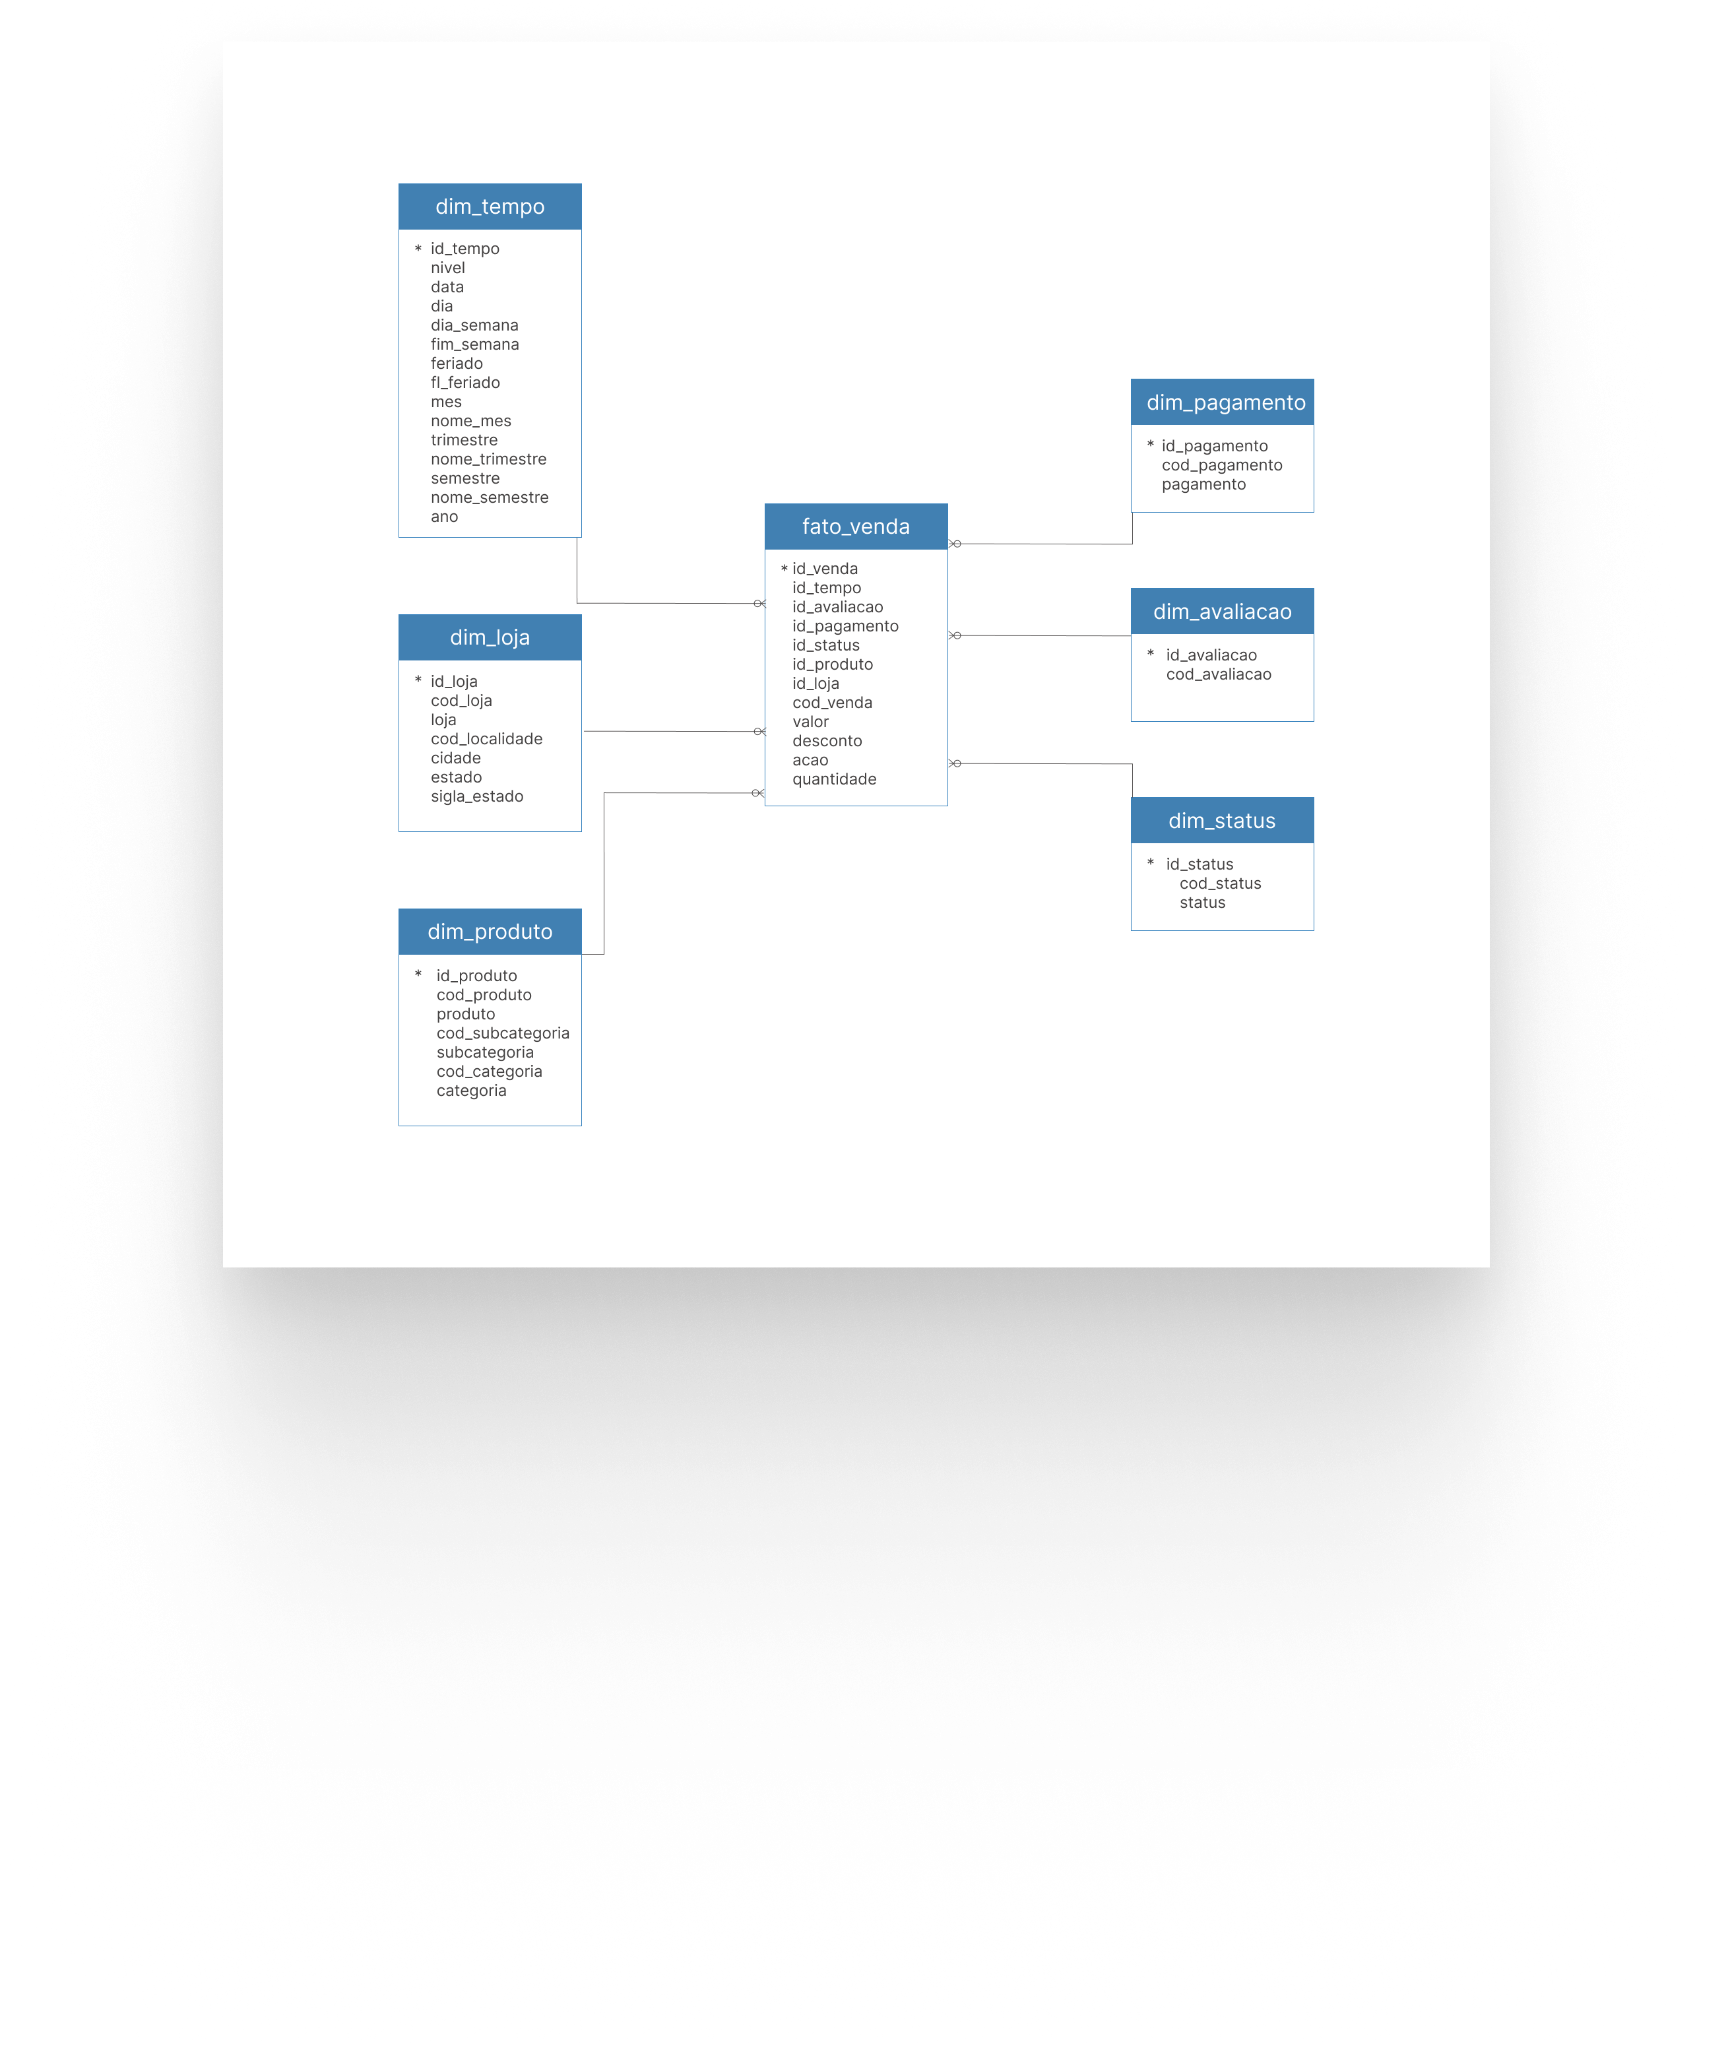 dim_tempo
* id_tempo
nivel
data
dia
dia_semana
fim_semana
feriado
fl_feriado
mes
nome_mes
trimestre
nome_trimestre
semestre
nome_semestre
ano
dim_loja
* id_loja
cod_loja
loja
cod_localidade
cidade
estado
sigla_estado
dim_produto
* id_produto
cod_produto
produto
cod_subcategoria
subcategoria
cod_categoria
categoria
fato_venda
* id_venda
id_tempo
id_avaliacao
id_pagamento
id_status
id_produto
id_loja
cod_venda
valor
desconto
acao
quantidade
dim_pagamento
* id_pagamento
cod_pagamento
pagamento
dim_avaliacao
* id_avaliacao
cod_avaliacao
dim_status
* id_status
cod_status
status